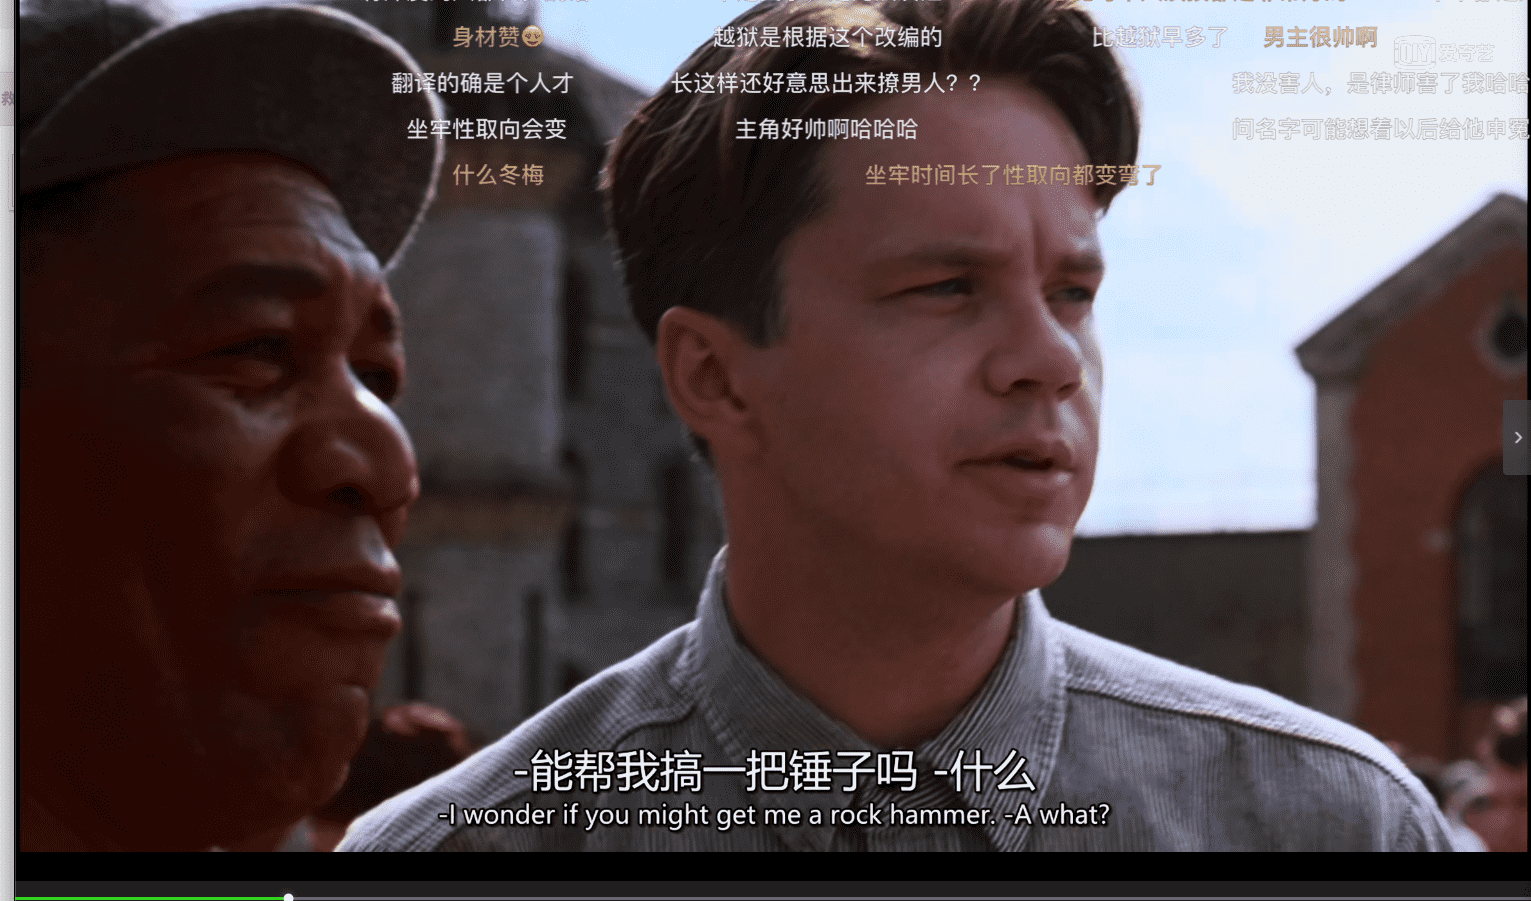 身材赞😊 越狱是根据这个改编的 比越狱早多了 男主很帅啊
爱奇艺
翻译的确是个人才 长这样还好意思出来撩男人？？ 我没害人，是律师害了我哈哈
坐牢性取向会变 主角好帅啊哈哈哈 问名字可能想着以后给他申冤
什么冬梅 坐牢时间长了性取向都变弯了
-能帮我搞一把锤子吗 -什么
-I wonder if you might get me a rock hammer. -A what?